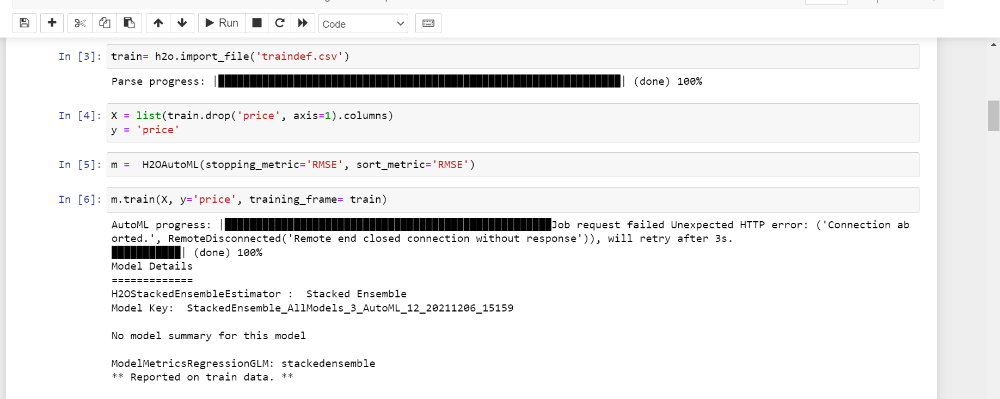 Run
Code
In [3]: train= h2o.import_file('traindef.csv')
Parse progress: |████████████████████████████████████████████████████████████████| (done) 100%
In [4]: X = list(train.drop('price', axis=1).columns)
y = 'price'
In [5]: m =  H2OAutoML(stopping_metric='RMSE', sort_metric='RMSE')
In [6]: m.train(X, y='price', training_frame= train)
AutoML progress: |████████████████████████████████████████████████████Job request failed Unexpected HTTP error: ('Connection ab
orted.', RemoteDisconnected('Remote end closed connection without response')), will retry after 3s.
███████████| (done) 100%
Model Details
=============
H2OStackedEnsembleEstimator :  Stacked Ensemble
Model Key:  StackedEnsemble_AllModels_3_AutoML_12_20211206_15159
No model summary for this model
ModelMetricsRegressionGLM: stackedensemble
** Reported on train data. **